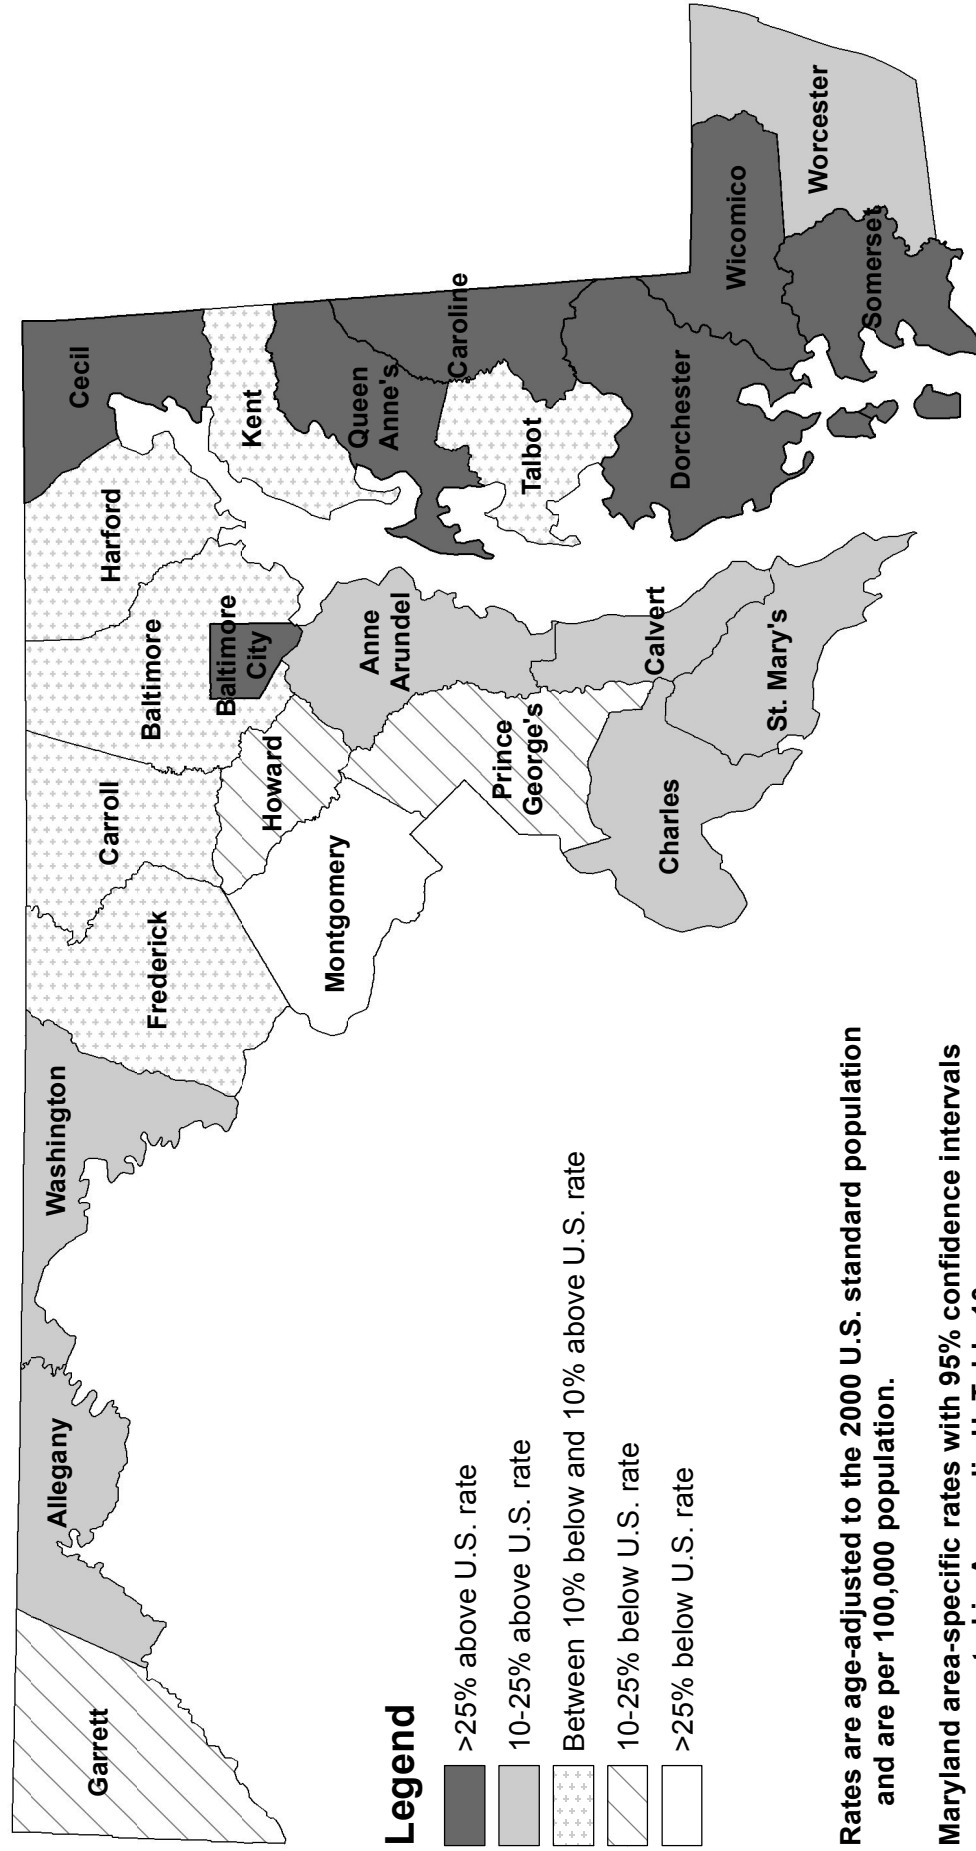 Garrett
Allegany
Washington
Frederick
Carroll
Baltimore
Harford
Cecil
Baltimore
City
Howard
Montgomery
Kent
Queen
Anne's
Anne
Arundel
Prince
George's
Caroline
Talbot
Calvert
Charles
St. Mary's
Dorchester
Wicomico
Worcester
Somerset
Legend
>25% above U.S. rate
10-25% above U.S. rate
Between 10% below and 10% above U.S. rate
10-25% below U.S. rate
>25% below U.S. rate
Rates are age-adjusted to the 2000 U.S. standard population
and are per 100,000 population.
Maryland area-specific rates with 95% confidence intervals